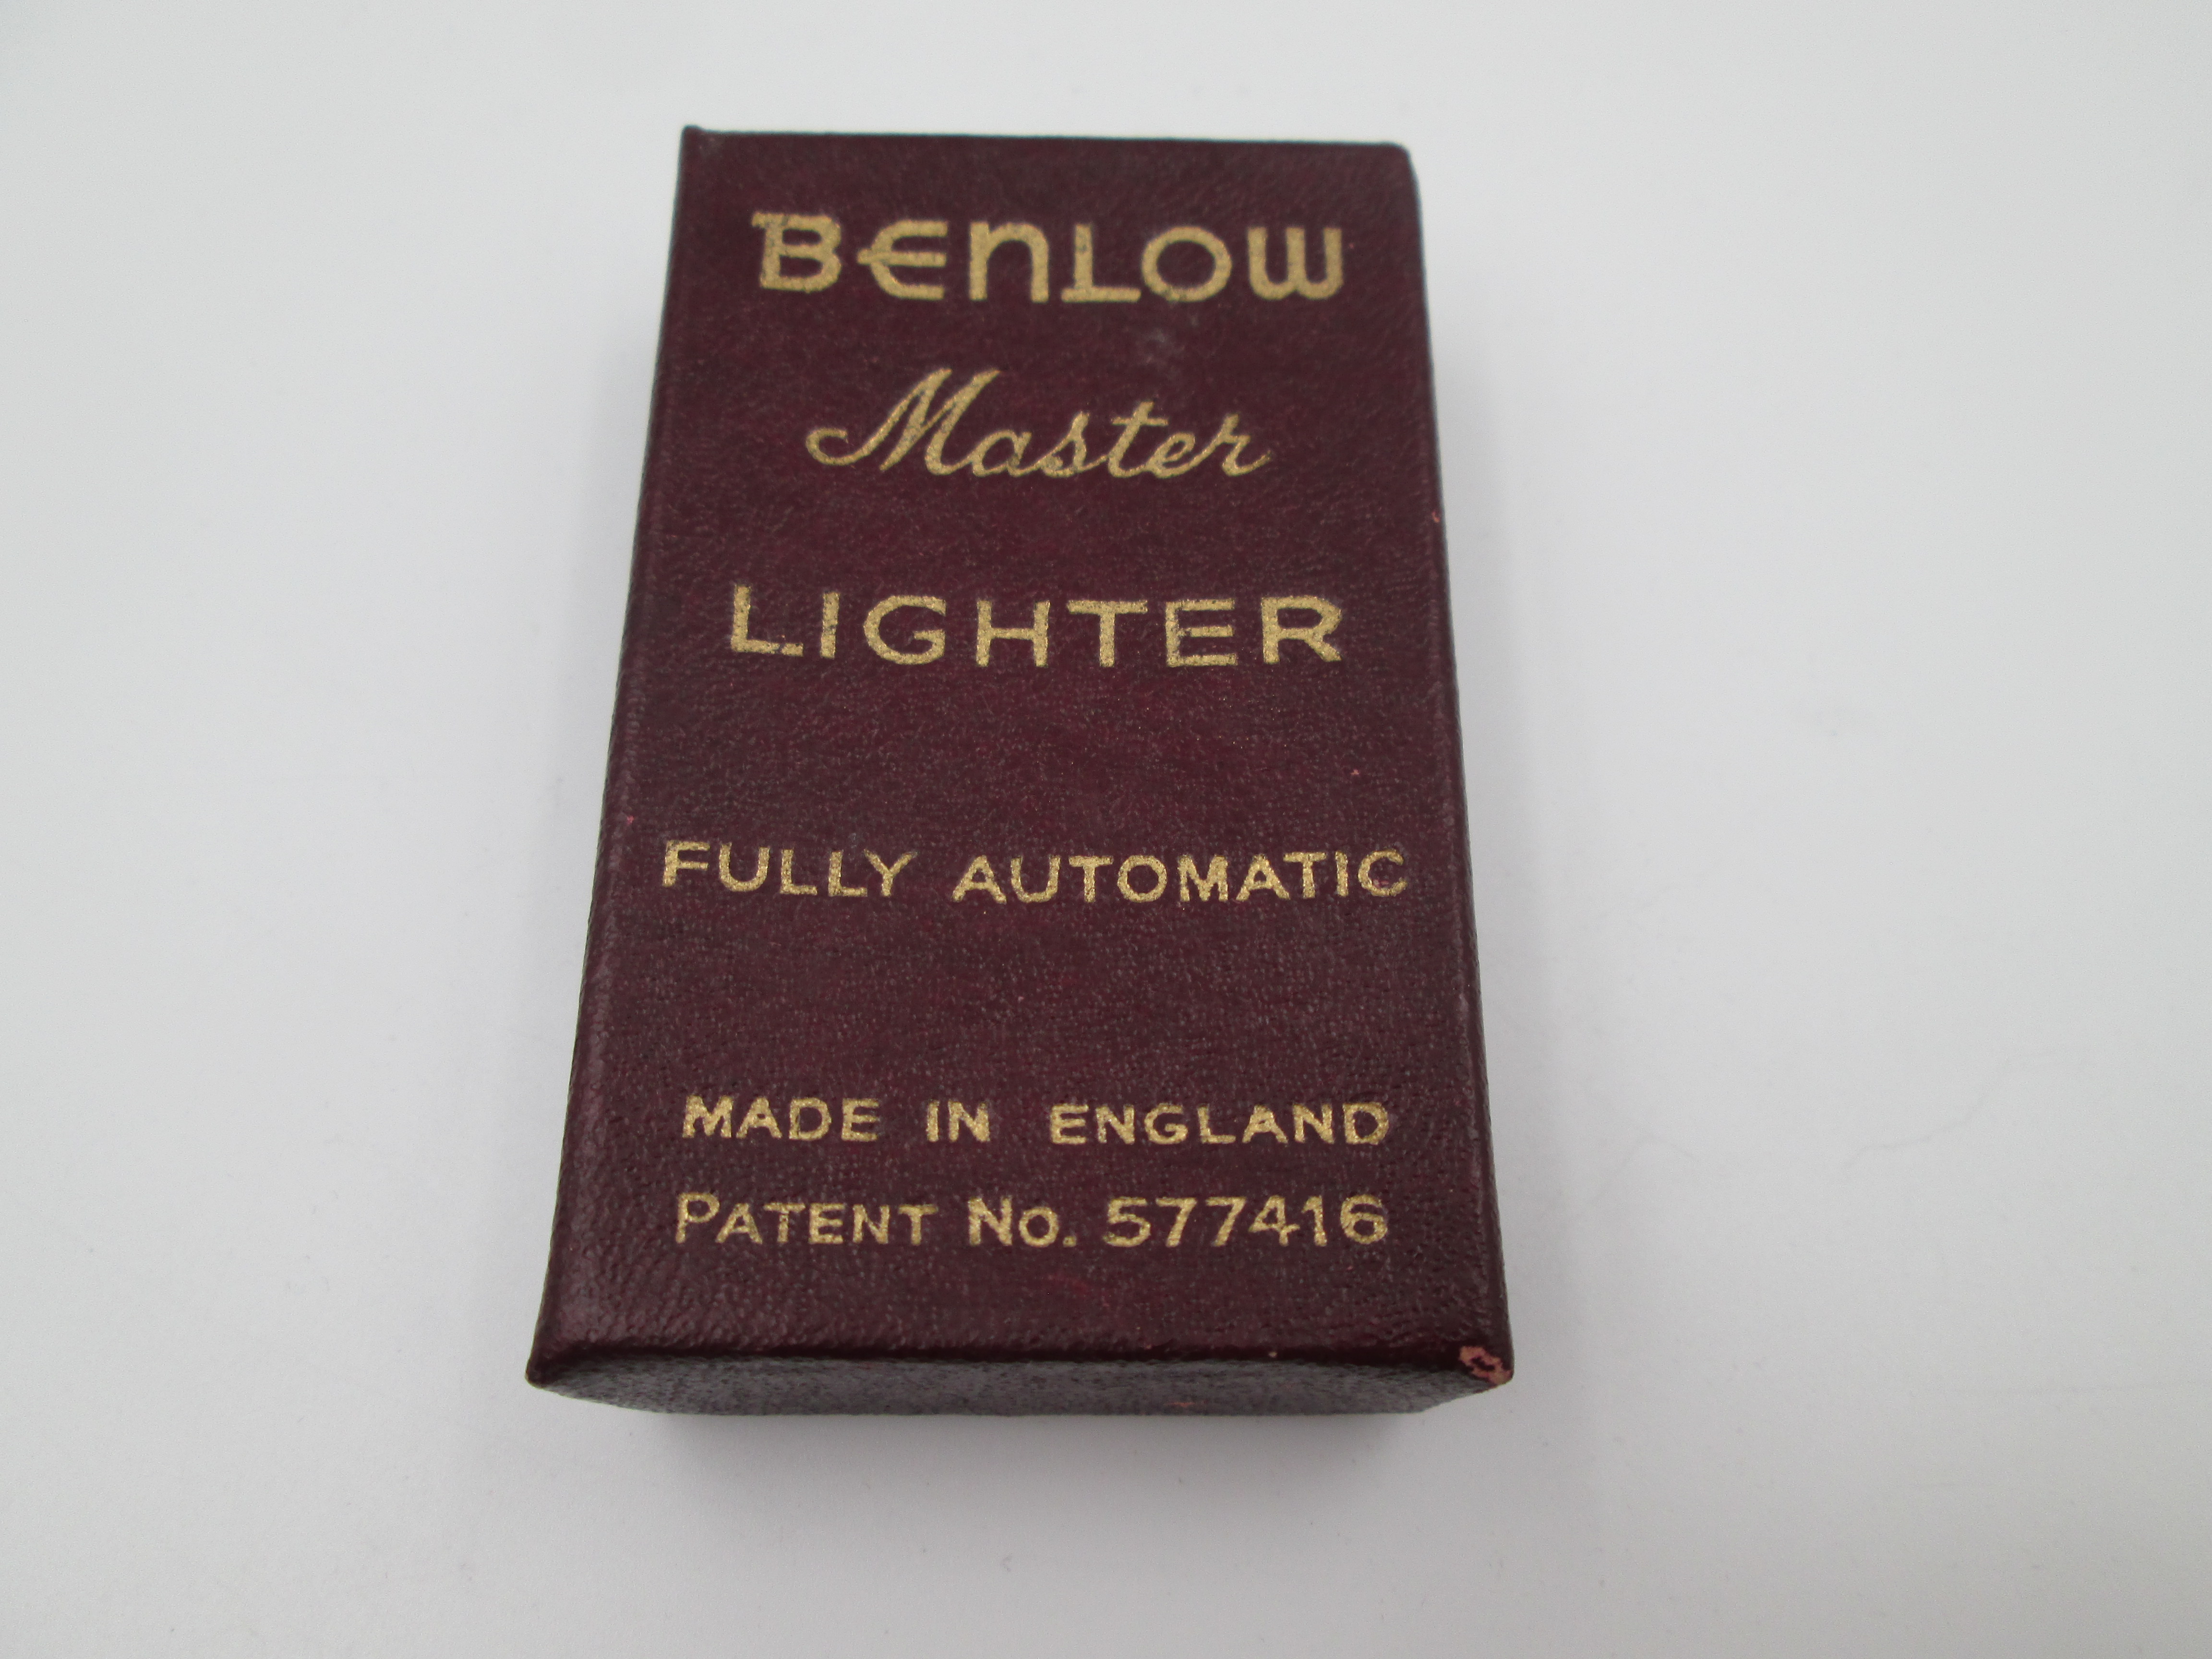 BENLOW
Master
LIGHTER
FULLY AUTOMATIC
MADE IN ENGLAND
PATENT No. 577416